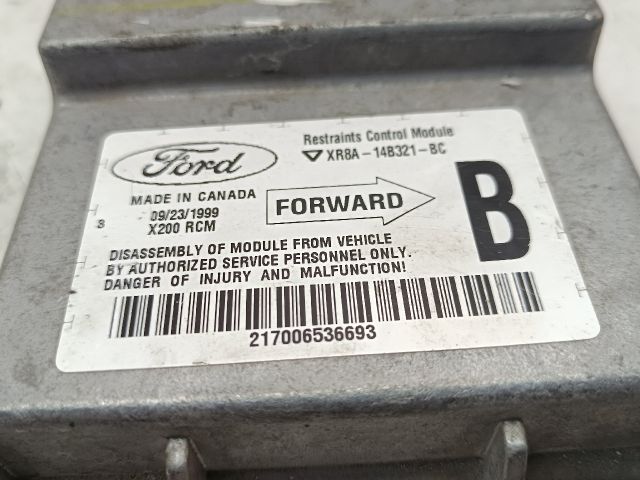 Ford
Restraints Control Module
XR8A-14B321-BC
MADE IN CANADA
09/23/1999
X200 RCM
FORWARD
B
3
DISASSEMBLY OF MODULE FROM VEHICLE
BY AUTHORIZED SERVICE PERSONNEL ONLY.
DANGER OF INJURY AND MALFUNCTION!
217006536693